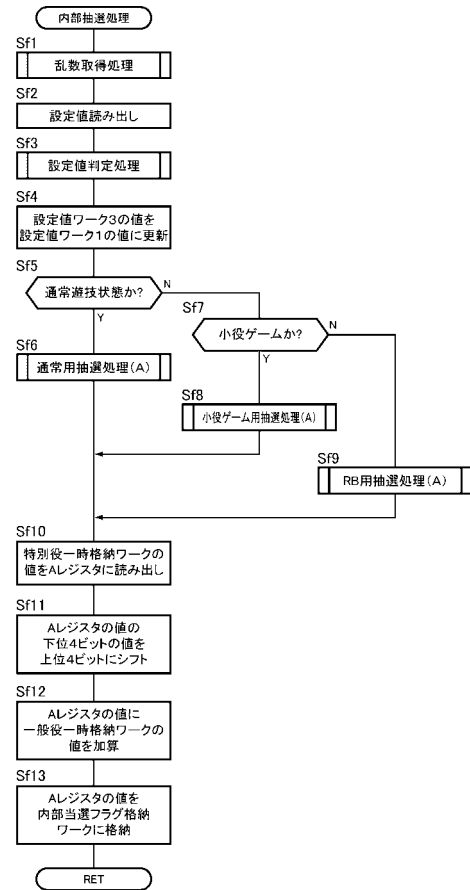 内部抽選処理
Sf1
乱数取得処理
Sf2
設定値読み出し
Sf3
設定値判定処理
Sf4
設定値ワーク3の値を
設定値ワーク1の値に更新
Sf5
通常遊技状態か?
N
Y
Sf7
小役ゲームか?
N
Y
Sf6
通常用抽選処理(A)
Sf8
小役ゲーム用抽選処理(A)
Sf9
RB用抽選処理(A)
Sf10
特別役一時格納ワークの
値をAレジスタに読み出し
Sf11
Aレジスタの値の
下位4ビットの値を
上位4ビットにシフト
Sf12
Aレジスタの値に
一般役一時格納ワークの
値を加算
Sf13
Aレジスタの値を
内部当選フラグ格納
ワークに格納
RET